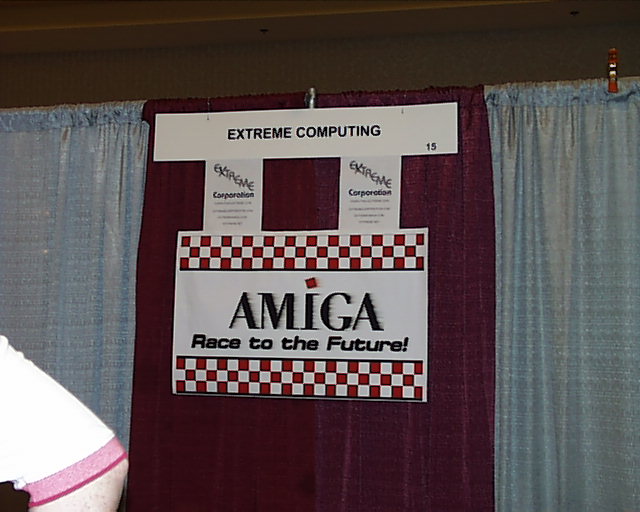 EXTREME COMPUTING
15
EXTREME
Corporation
EXTREME
Corporation
AMIGA
Race to the Future!